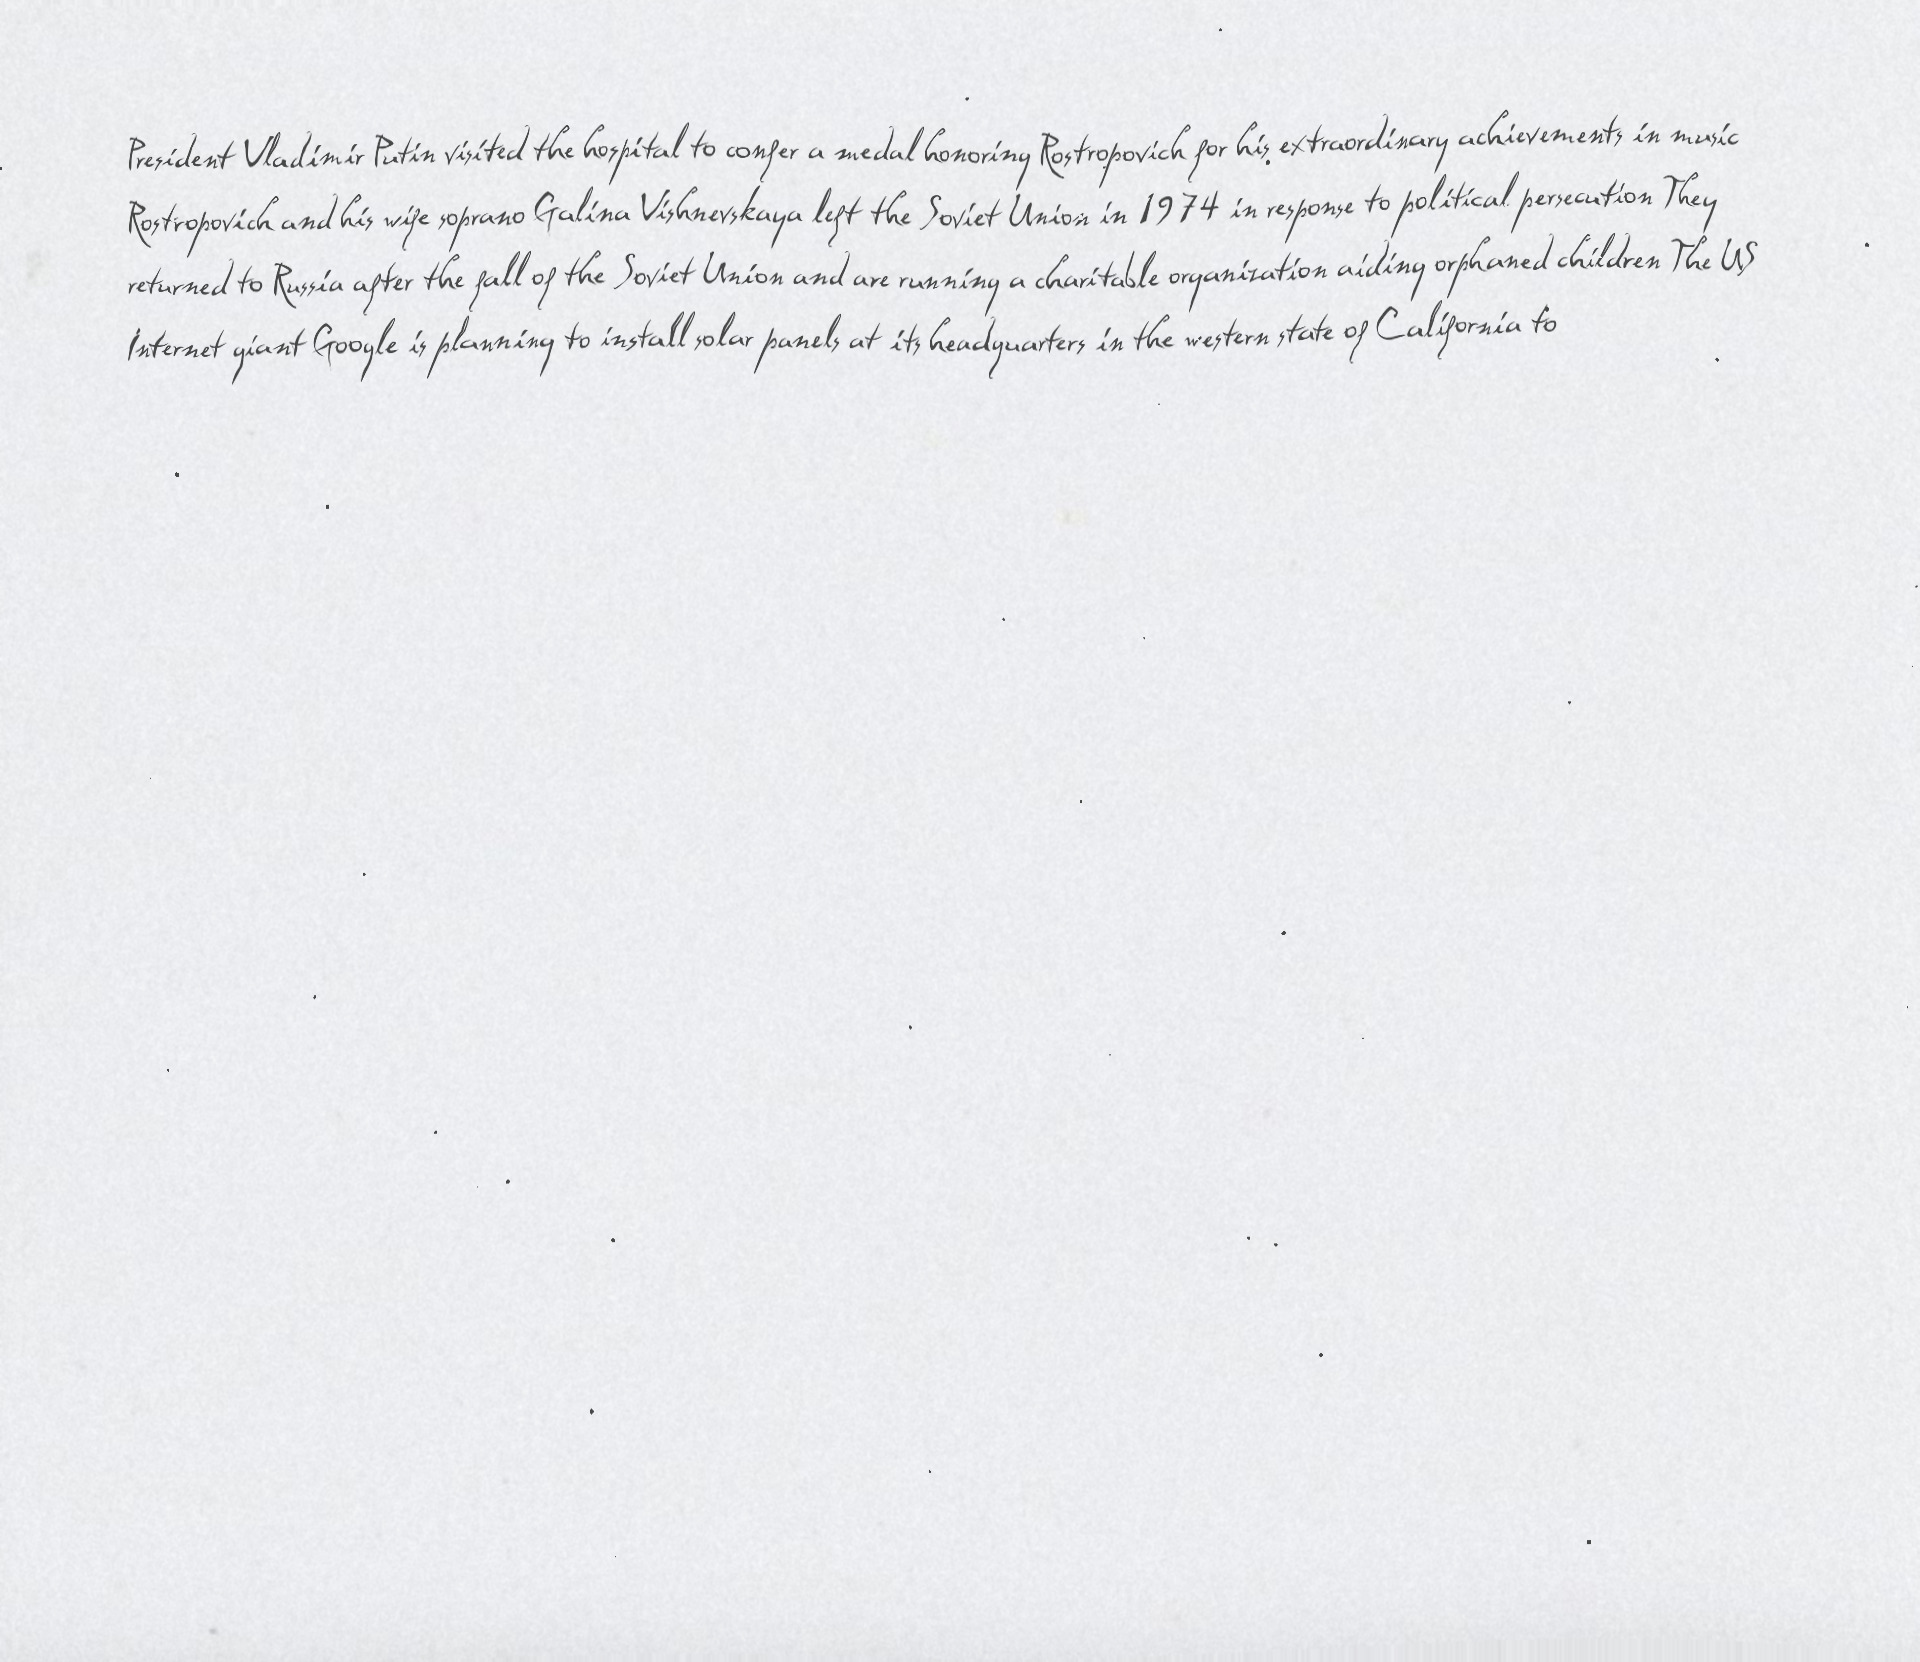 President Vladimir Putin visited the hospital to confer a medal honoring Rostropovich for his extraordinary achievements in music
Rostropovich and his wife soprano Galina Vishnevskaya left the Soviet Union in 1974 in response to political persecution They
returned to Russia after the fall of the Soviet Union and are running a charitable organization aiding orphaned children The US
Internet giant Google is planning to install solar panels at its headquarters in the western state of California to